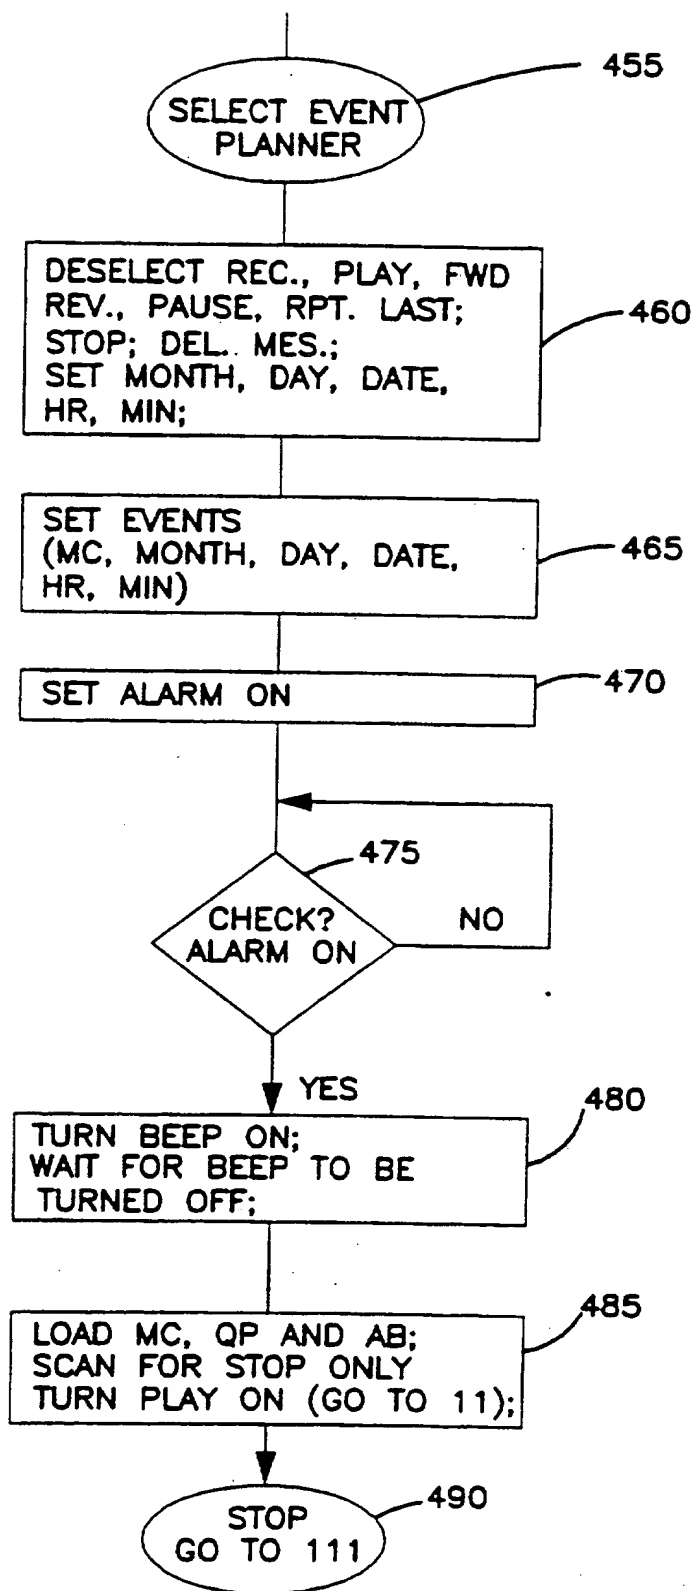 455
SELECT EVENT
PLANNER
DESELECT REC., PLAY, FWD
REV., PAUSE, RPT. LAST;
STOP; DEL. MES.;
SET MONTH, DAY, DATE,
HR, MIN;
460
SET EVENTS
(MC, MONTH, DAY, DATE,
HR, MIN)
465
SET ALARM ON
470
475
CHECK?
ALARM ON
NO
YES
480
TURN BEEP ON;
WAIT FOR BEEP TO BE
TURNED OFF;
485
LOAD MC, QP AND AB;
SCAN FOR STOP ONLY
TURN PLAY ON (GO TO 11);
490
STOP
GO TO 111